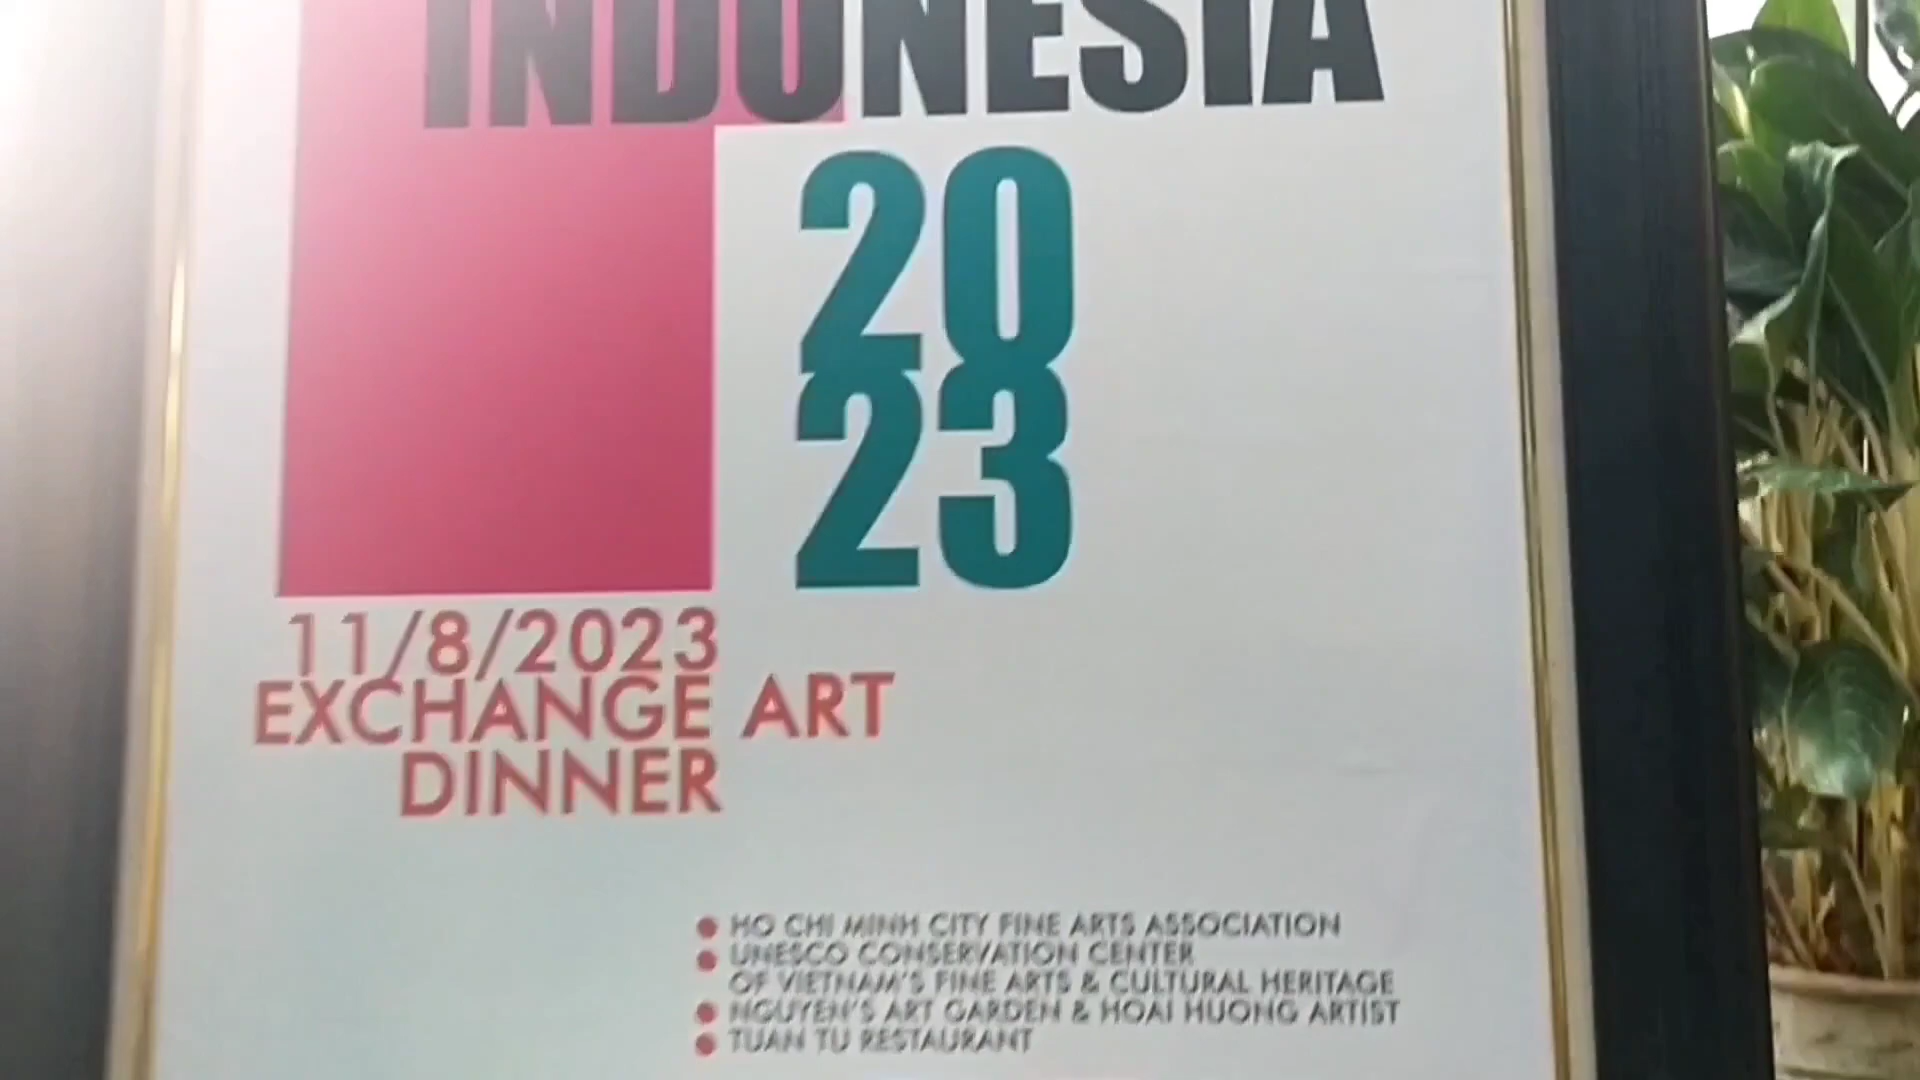 INDONESIA
20
23
11/8/2023
EXCHANGE ART
DINNER
HO CHI MINH CITY FINE ARTS ASSOCIATION
UNESCO CONSERVATION CENTER
OF VIETNAM'S FINE ARTS & CULTURAL HERITAGE
NGUYEN'S ART GARDEN & HOAI HUONG ARTIST
TUAN TU RESTAURANT